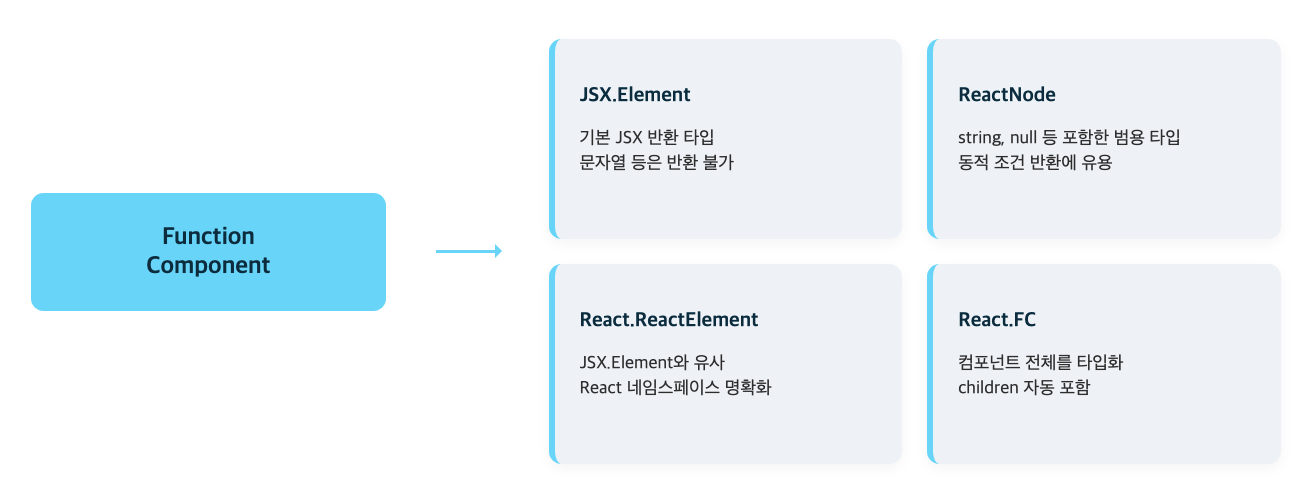 Function
Component
JSX.Element
기본 JSX 반환 타입
문자열 등은 반환 불가
ReactNode
string, null 등 포함한 범용 타입
동적 조건 반환에 유용
React.ReactElement
JSX.Element와 유사
React 네임스페이스 명확화
React.FC
컴포넌트 전체를 타입화
children 자동 포함